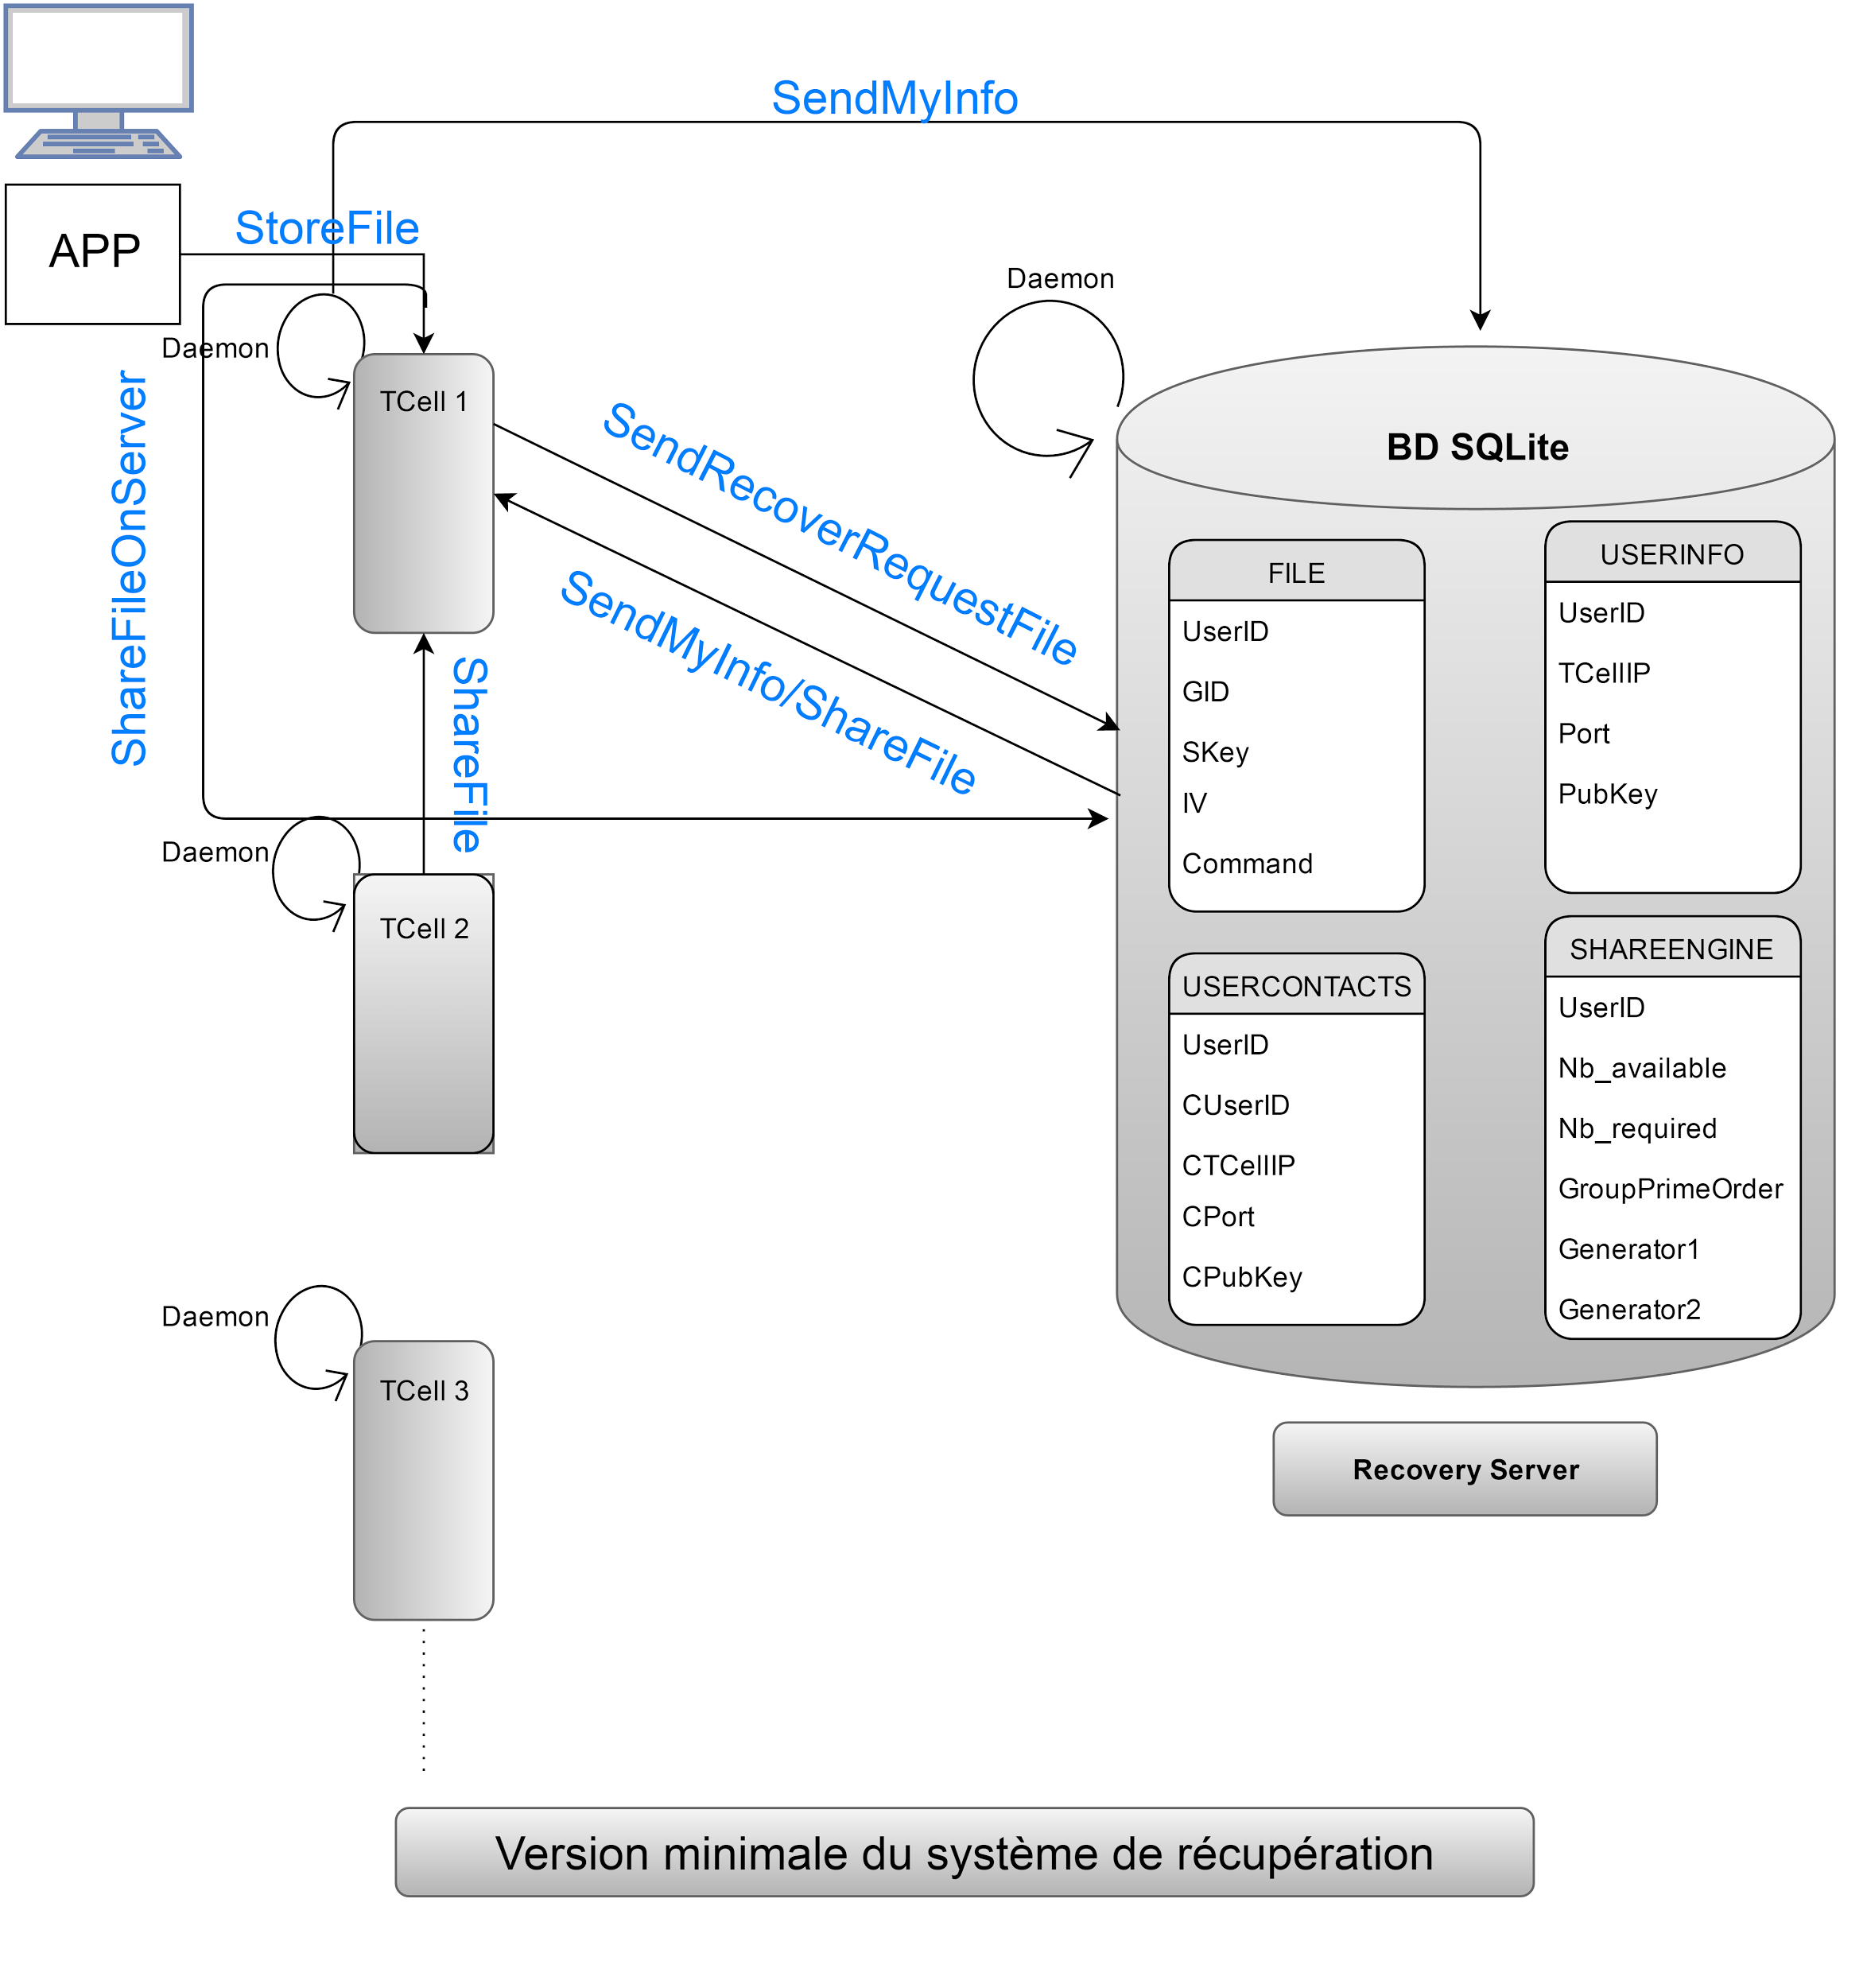 SendMyInfo
StoreFile
APP
Daemon
Daemon
TCell 1
ShareFileOnServer
SendRecoverRequestFile
SendMyInfo/ShareFile
ShareFile
BD SQLite
FILE
UserID
GID
SKey
IV
Command
USERINFO
UserID
TCellIP
Port
PubKey
Daemon
TCell 2
USERCONTACTS
UserID
CUserID
CTCellIP
CPort
CPubKey
SHAREENGINE
UserID
Nb_available
Nb_required
GroupPrimeOrder
Generator1
Generator2
Daemon
TCell 3
Recovery Server
Version minimale du système de récupération